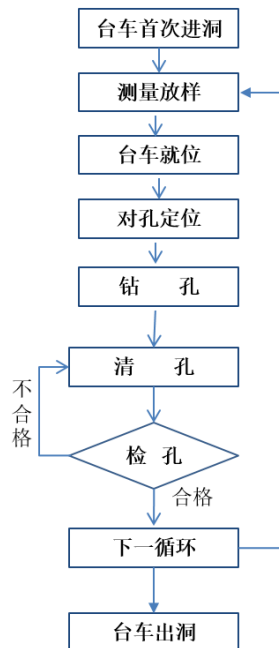 台车首次进洞
测量放样
台车就位
对孔定位
钻 孔
清 孔
不合格
检 孔
合格
下一循环
台车出洞